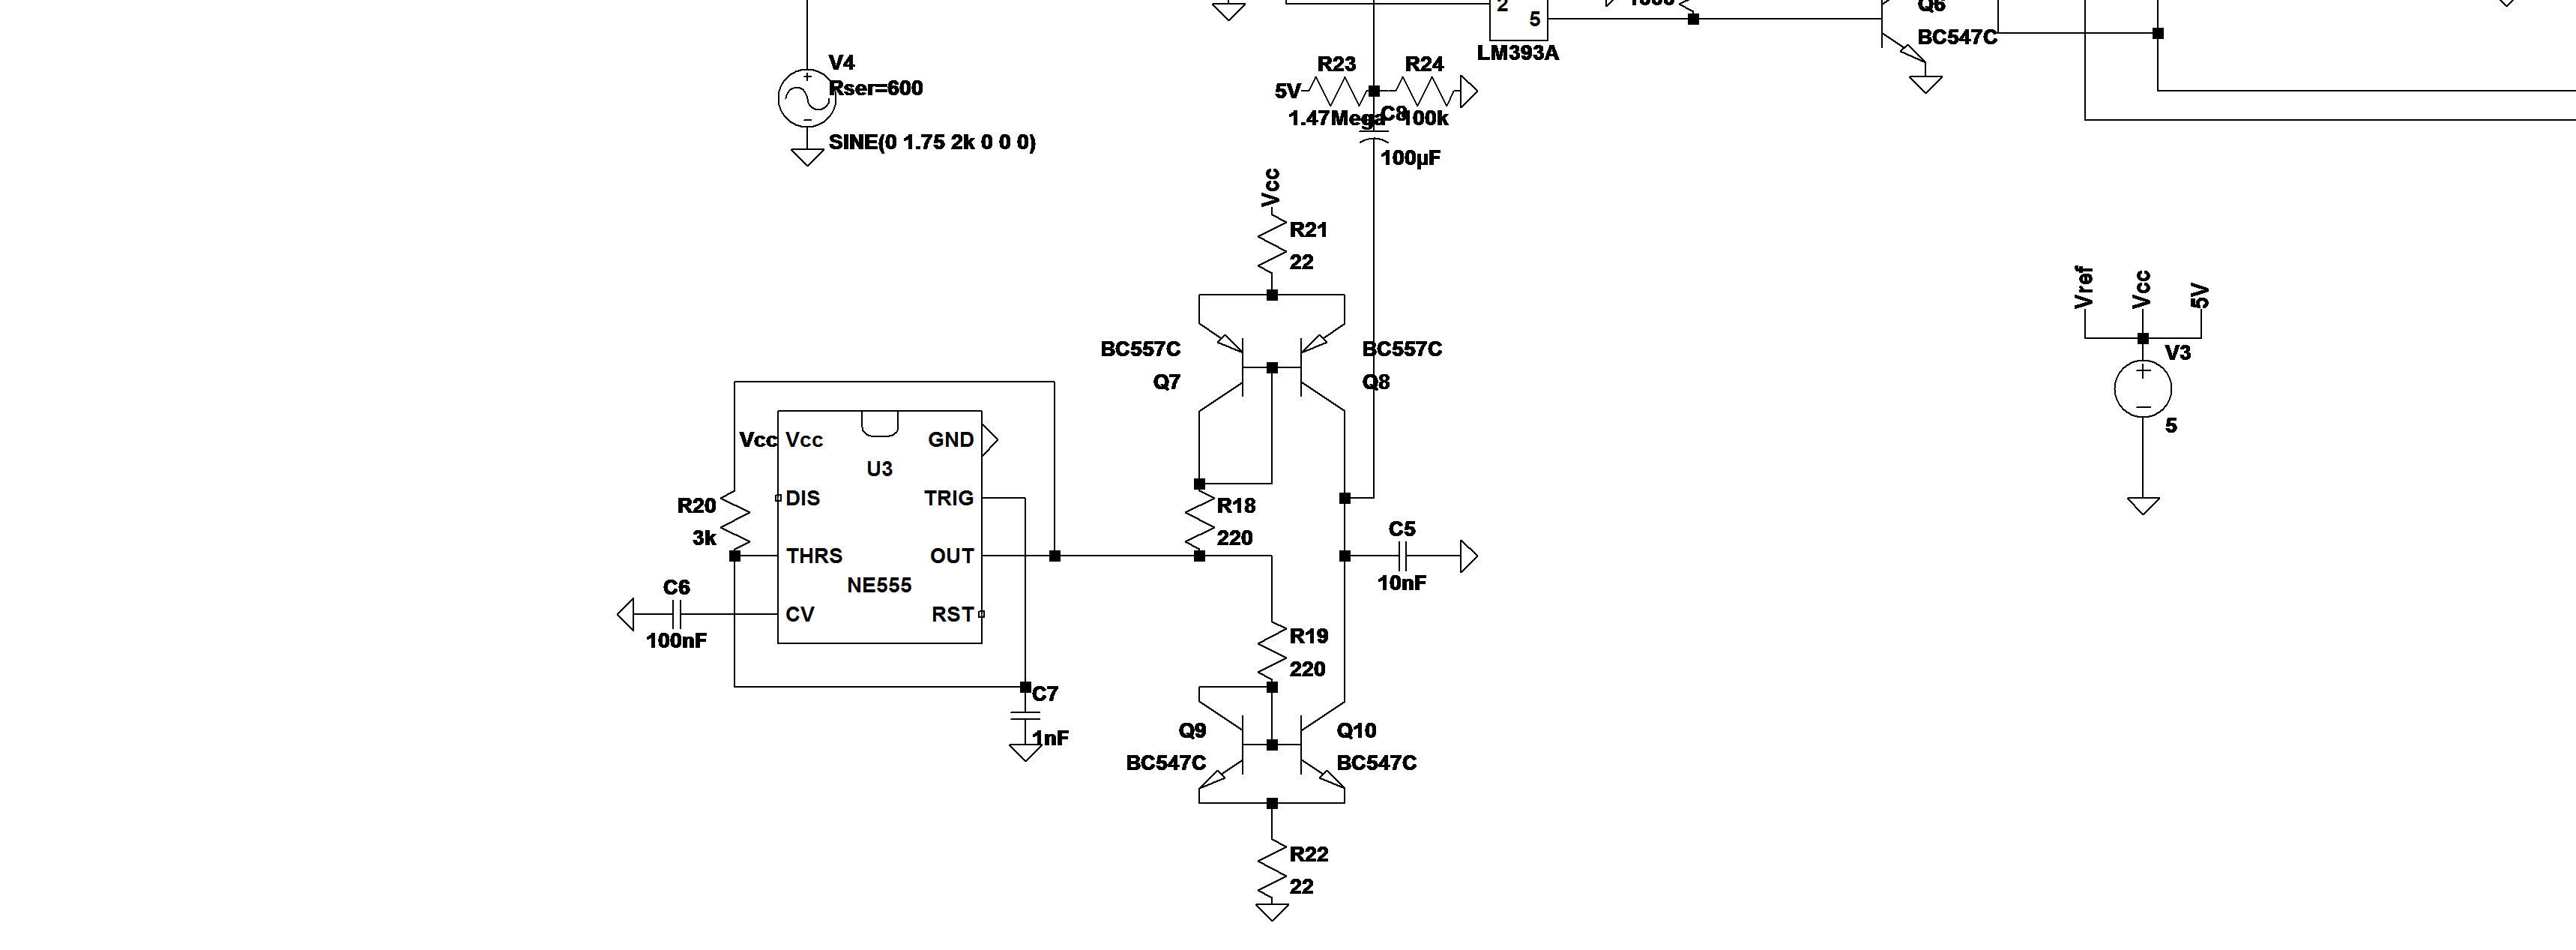 2
5
LM393A
Q6
BC547C
V4
Rser=600
SINE(0 1.75 2k 0 0 0)
R23
R24
5V
1.47Mega
100k
C8
100µF
Vcc
R21
22
BC557C
Q7
BC557C
Q8
Vref
Vcc
5V
V3
5
Vcc
Vcc
GND
U3
DIS
TRIG
R20
3k
THRS
OUT
NE555
CV
RST
C6
100nF
C7
1nF
R18
220
C5
10nF
R19
220
Q9
BC547C
Q10
BC547C
R22
22